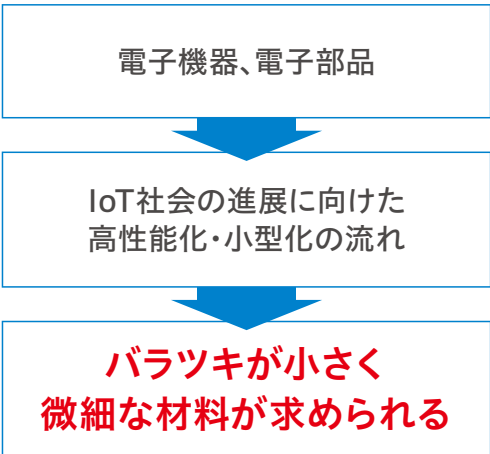 電子機器、電子部品
IoT社会の進展に向けた
高性能化・小型化の流れ
バラツキが小さく
微細な材料が求められる